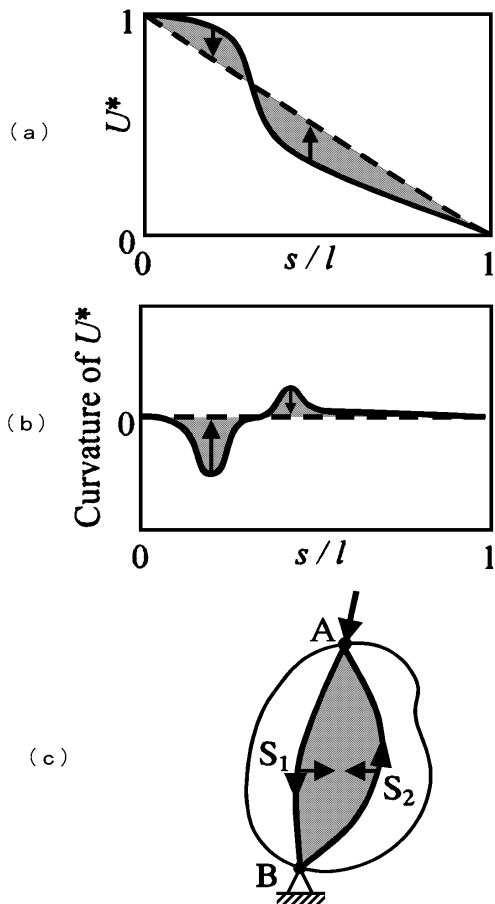 (a)
U*
1
0
0
s / l
1
(b)
Curvature of U*
0
0
s / l
1
(c)
A
S₁
S₂
B